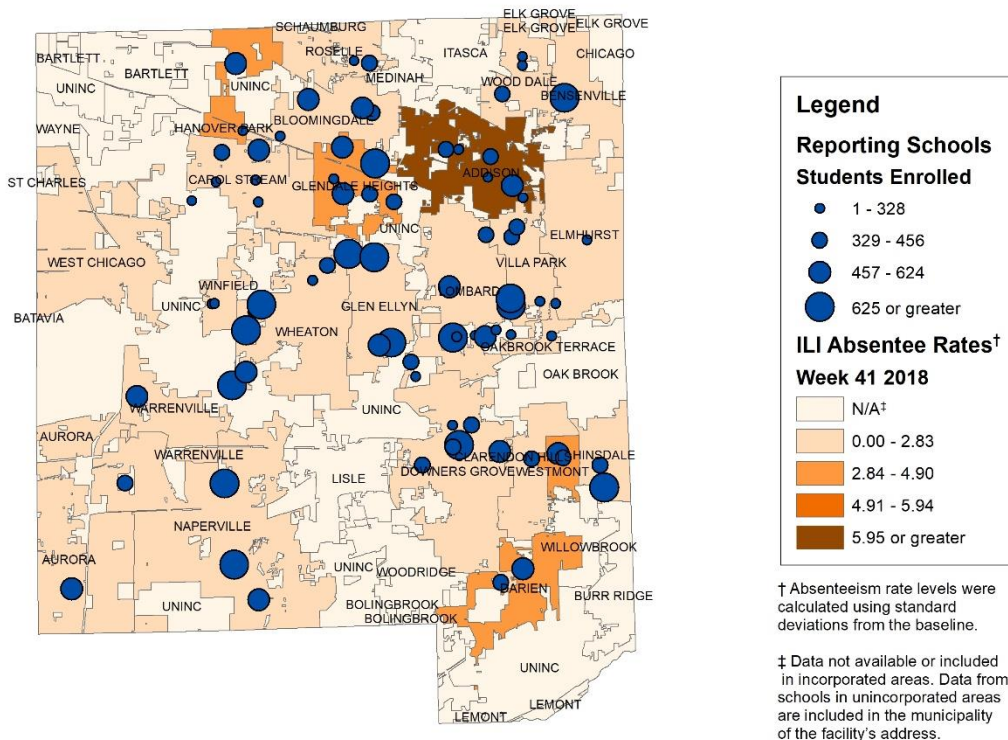 ELK GROVE
ELK GROVE
ELK GROVE
SCHAUMBURG
ROSELLE
ITASCA
CHICAGO
BARTLETT
BARTLETT
MEDINAH
WOOD DALE
UNINC
UNINC
BENSENVILLE
WAYNE
HANOVER PARK
BLOOMINGDALE
ST CHARLES
CAROL STREAM
GLENDALE HEIGHTS
ADDISON
UNINC
ELMHURST
WEST CHICAGO
VILLA PARK
WINFIELD
LOMBARD
UNINC
GLEN ELLYN
BATAVIA
WHEATON
OAKBROOK TERRACE
OAK BROOK
WARRENVILLE
UNINC
AURORA
WARRENVILLE
CLARENDON HILLS
HINSDALE
DOWNERS GROVE
WESTMONT
LISLE
NAPERVILLE
WILLOWBROOK
AURORA
UNINC
WOODRIDGE
DARIEN
BURR RIDGE
UNINC
BOLINGBROOK
BOLINGBROOK
UNINC
LEMONT
LEMONT
Legend
Reporting Schools
Students Enrolled
1 - 328
329 - 456
457 - 624
625 or greater
ILI Absentee Rates†
Week 41 2018
N/A‡
0.00 - 2.83
2.84 - 4.90
4.91 - 5.94
5.95 or greater
† Absenteeism rate levels were
calculated using standard
deviations from the baseline.
‡ Data not available or included
in incorporated areas. Data from
schools in unincorporated areas
are included in the municipality
of the facility's address.